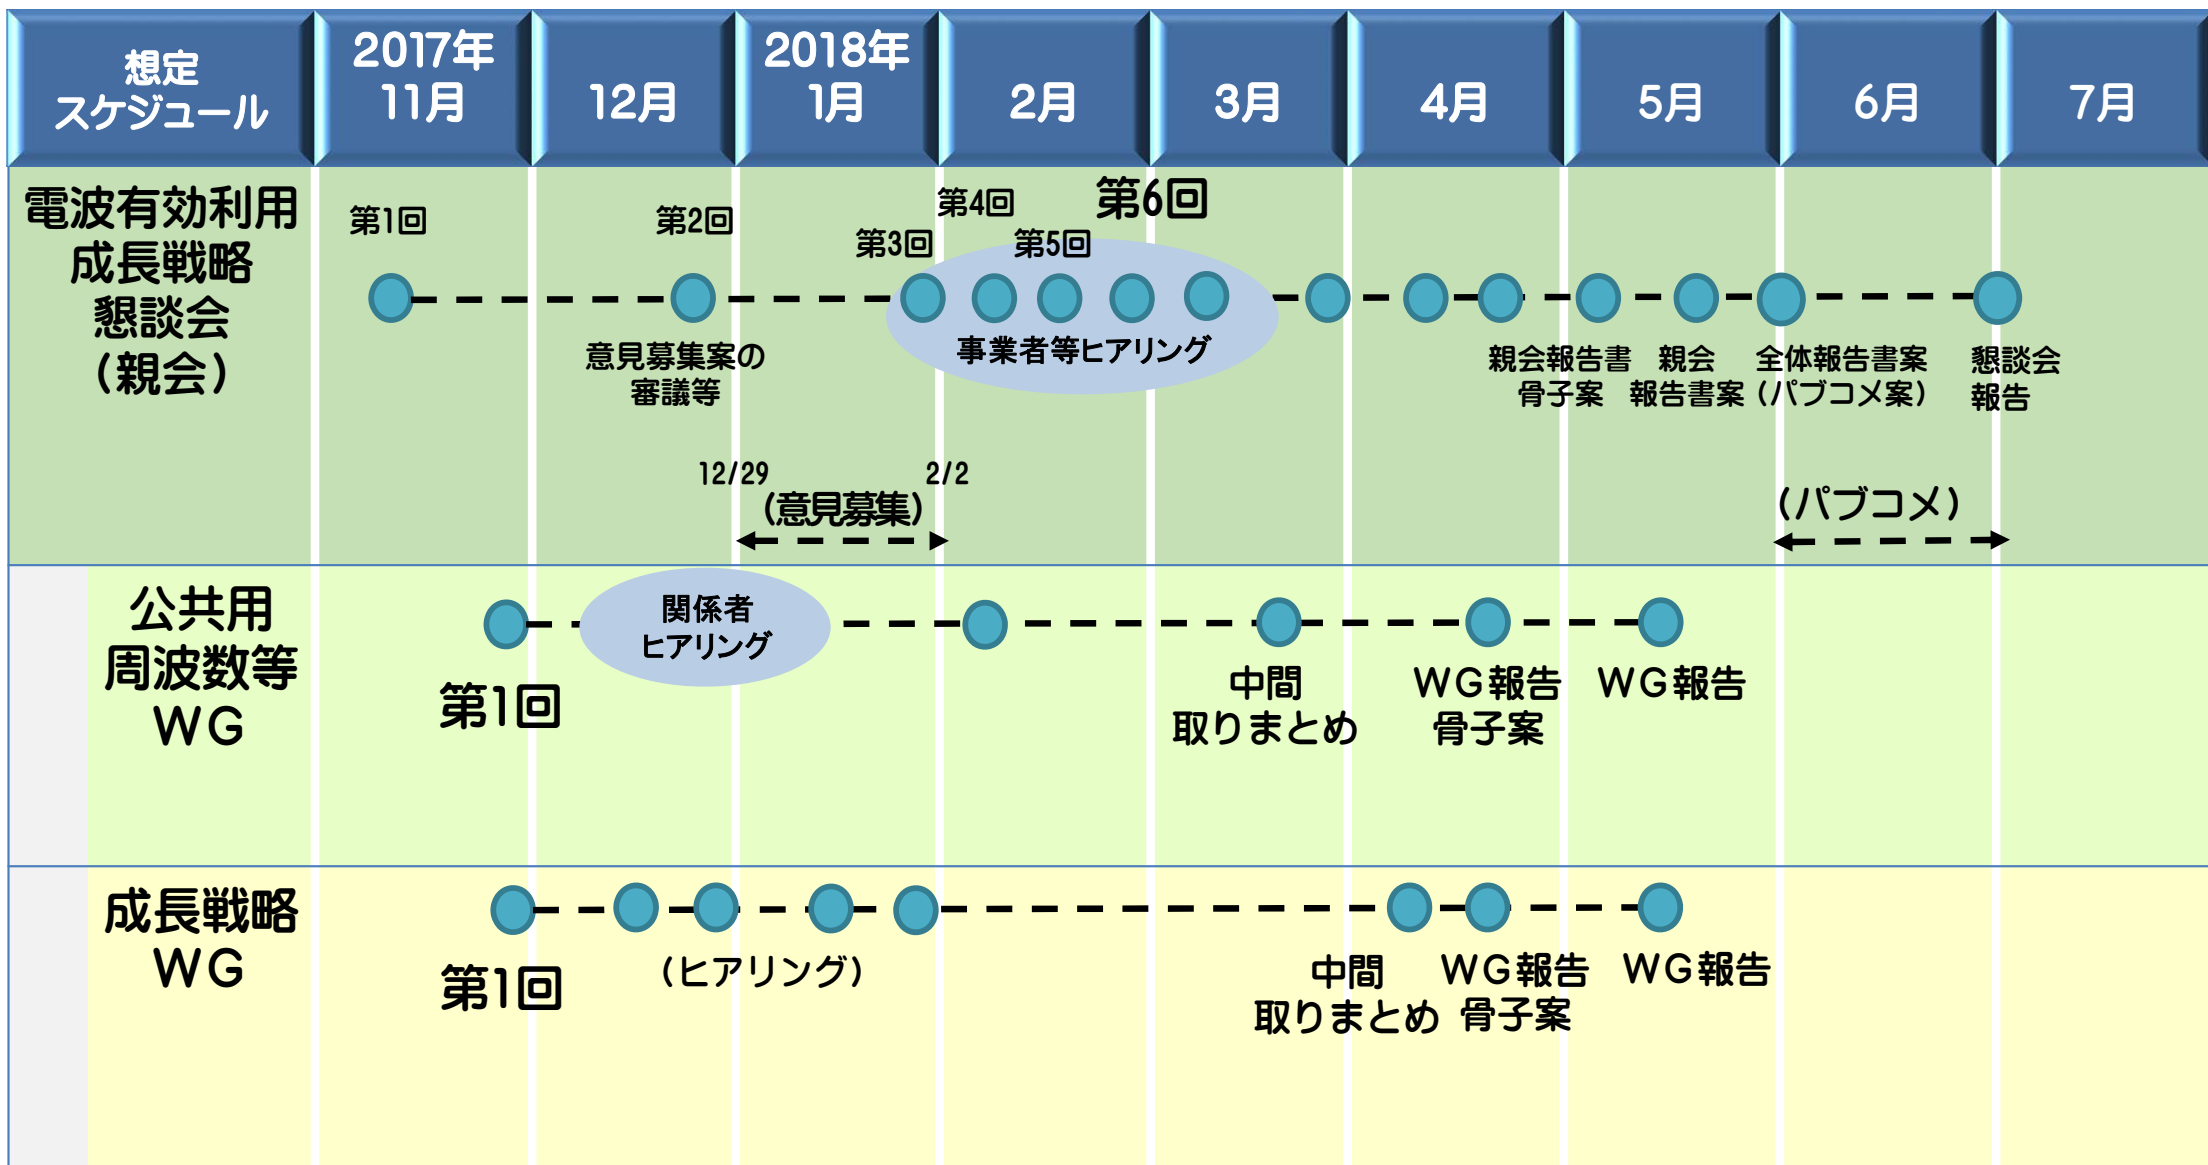 想定
スケジュール
2017年
11月
12月
2018年
1月
2月
3月
4月
5月
6月
7月
電波有効利用
成長戦略
懇談会
（親会）
第1回
第2回
第3回
第4回
第5回
第6回
意見募集案の
審議等
事業者等ヒアリング
親会報告書
骨子案
親会
報告書案
全体報告書案
（パブコメ案）
懇談会
報告
12/29
2/2
（意見募集）
（パブコメ）
公共用
周波数等
ＷＧ
第1回
関係者
ヒアリング
中間
取りまとめ
ＷＧ報告
骨子案
ＷＧ報告
成長戦略
ＷＧ
第1回
（ヒアリング）
中間
取りまとめ
ＷＧ報告
骨子案
ＷＧ報告